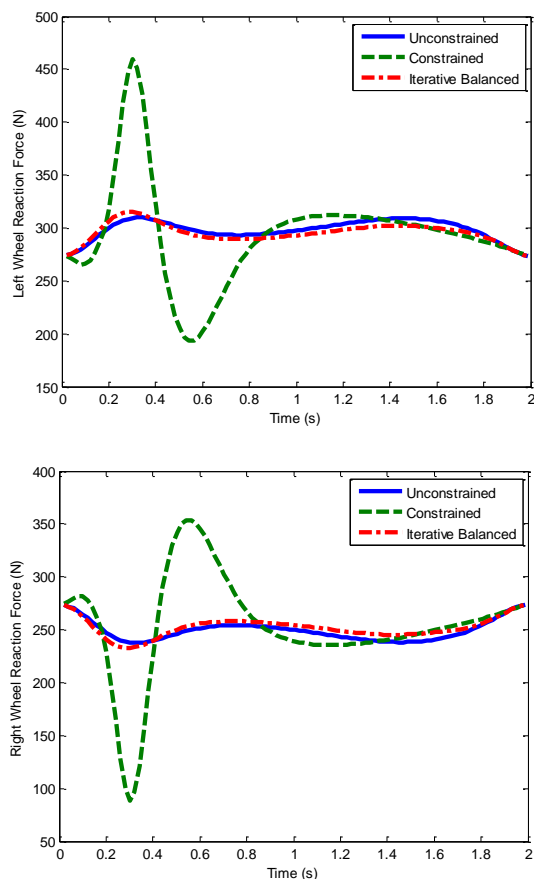 500
450
400
350
300
250
200
150
Left Wheel Reaction Force (N)
Unconstrained
Constrained
Iterative Balanced
0 0.2 0.4 0.6 0.8 1 1.2 1.4 1.6 1.8 2
Time (s)
400
350
300
250
200
150
100
50
Right Wheel Reaction Force (N)
Unconstrained
Constrained
Iterative Balanced
0 0.2 0.4 0.6 0.8 1 1.2 1.4 1.6 1.8 2
Time (s)